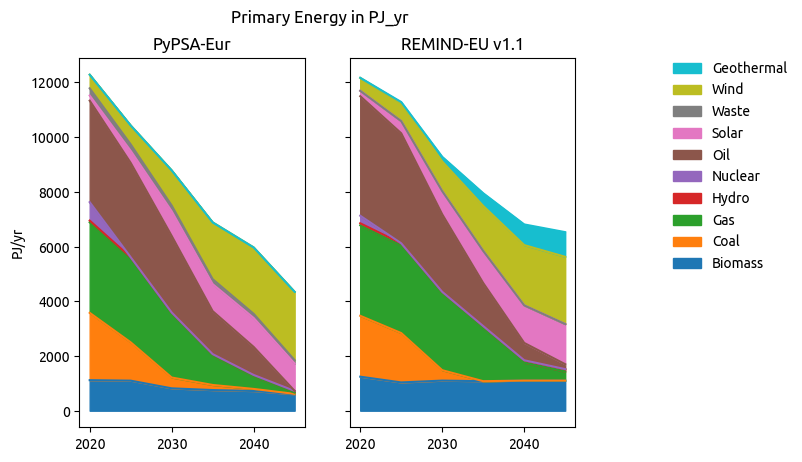 Primary Energy in PJ_yr
PyPSA-Eur
REMIND-EU v1.1
PJ/yr
12000
10000
8000
6000
4000
2000
0
2020
2030
2040
2020
2030
2040
Geothermal
Wind
Waste
Solar
Oil
Nuclear
Hydro
Gas
Coal
Biomass